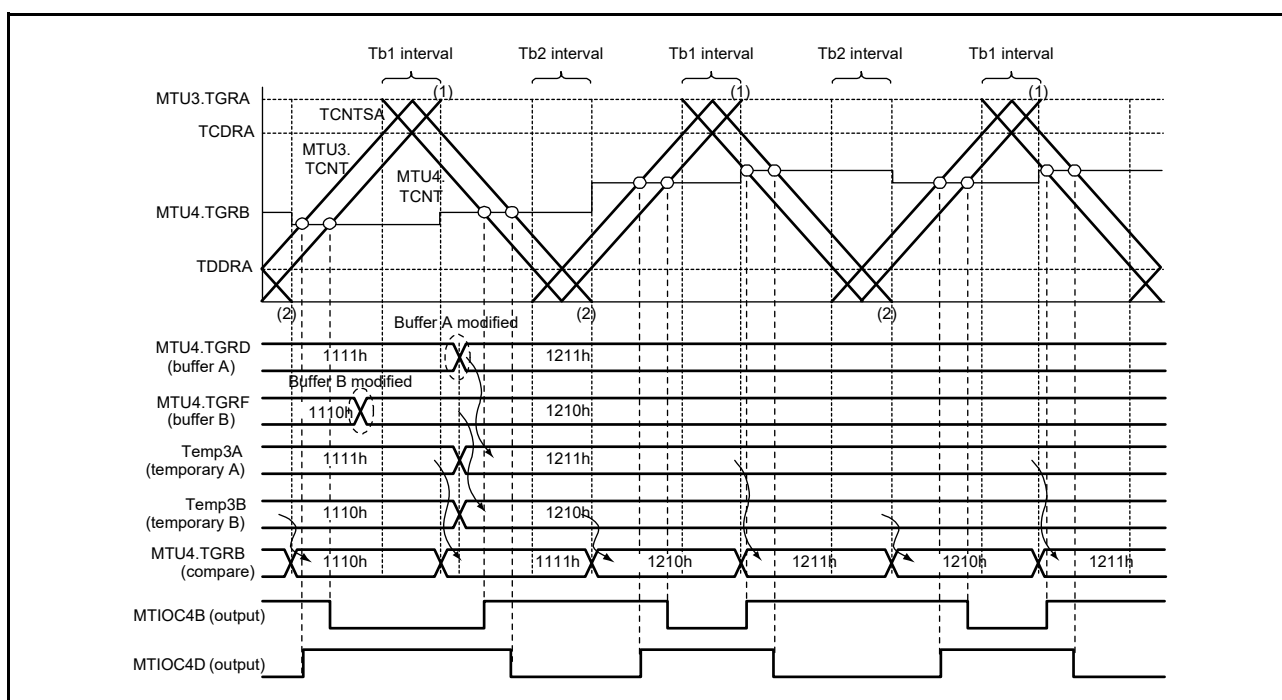 Tb1 interval
Tb2 interval
Tb1 interval
Tb2 interval
Tb1 interval
MTU3.TGRA
(1)
(1)
(1)
TCNTSA
TCDRA
MTU3.
TCNT
MTU4.
TCNT
MTU4.TGRB
TDDRA
(2)
(2)
(2)
Buffer A modified
MTU4.TGRD
(buffer A)
1111h
1211h
Buffer B modified
MTU4.TGRF
(buffer B)
1110h
1210h
Temp3A
(temporary A)
1111h
1211h
Temp3B
(temporary B)
1110h
1210h
MTU4.TGRB
(compare)
1110h
1111h
1210h
1211h
1210h
1211h
MTIOC4B (output)
MTIOC4D (output)